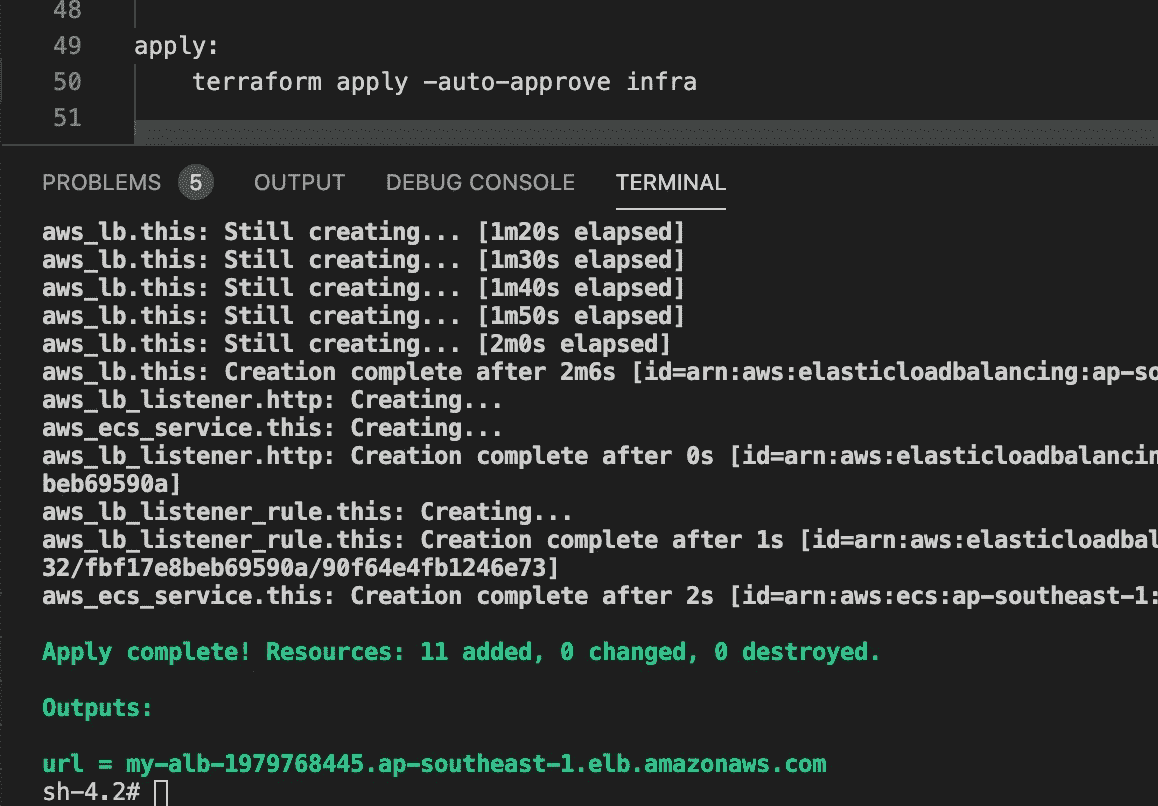 48
49 apply:
50 terraform apply -auto-approve infra
51
PROBLEMS 5 OUTPUT DEBUG CONSOLE TERMINAL
aws_lb.this: Still creating... [1m20s elapsed]
aws_lb.this: Still creating... [1m30s elapsed]
aws_lb.this: Still creating... [1m40s elapsed]
aws_lb.this: Still creating... [1m50s elapsed]
aws_lb.this: Still creating... [2m0s elapsed]
aws_lb.this: Creation complete after 2m6s [id=arn:aws:elasticloadbalancing:ap-so
aws_lb_listener.http: Creating...
aws_ecs_service.this: Creating...
aws_lb_listener.http: Creation complete after 0s [id=arn:aws:elasticloadbalancin
beb69590a]
aws_lb_listener_rule.this: Creating...
aws_lb_listener_rule.this: Creation complete after 1s [id=arn:aws:elasticloadbal
32/fbf17e8beb69590a/90f64e4fb1246e73]
aws_ecs_service.this: Creation complete after 2s [id=arn:aws:ecs:ap-southeast-1:
Apply complete! Resources: 11 added, 0 changed, 0 destroyed.
Outputs:
url = my-alb-1979768445.ap-southeast-1.elb.amazonaws.com
sh-4.2#